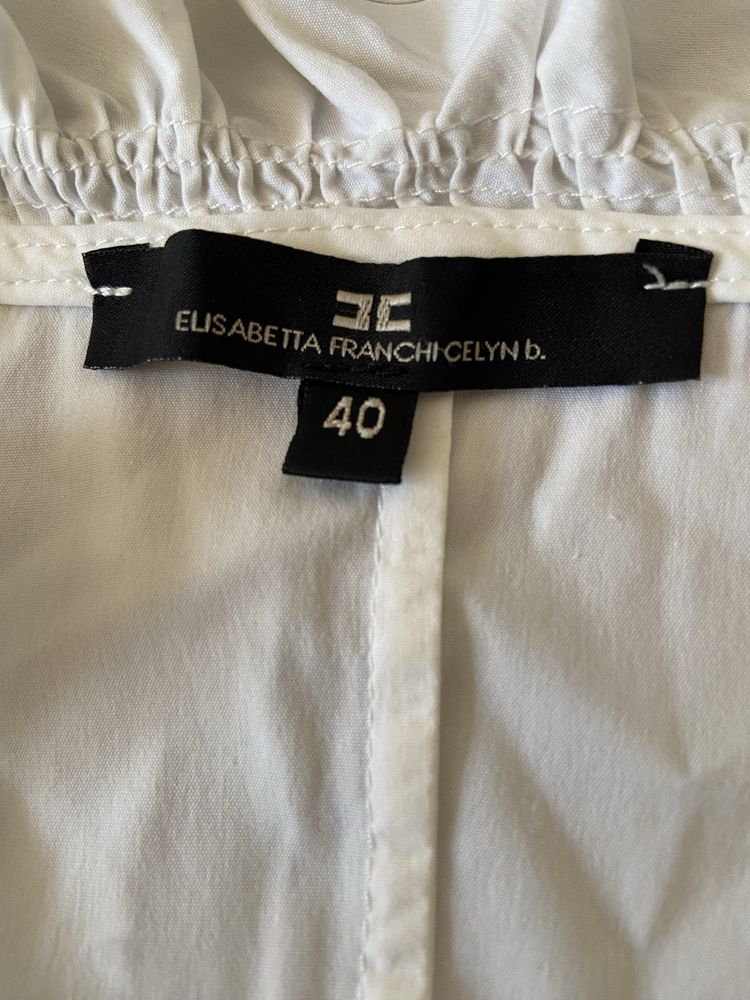 ELISABETTA FRANCHI-CELYN b.
40